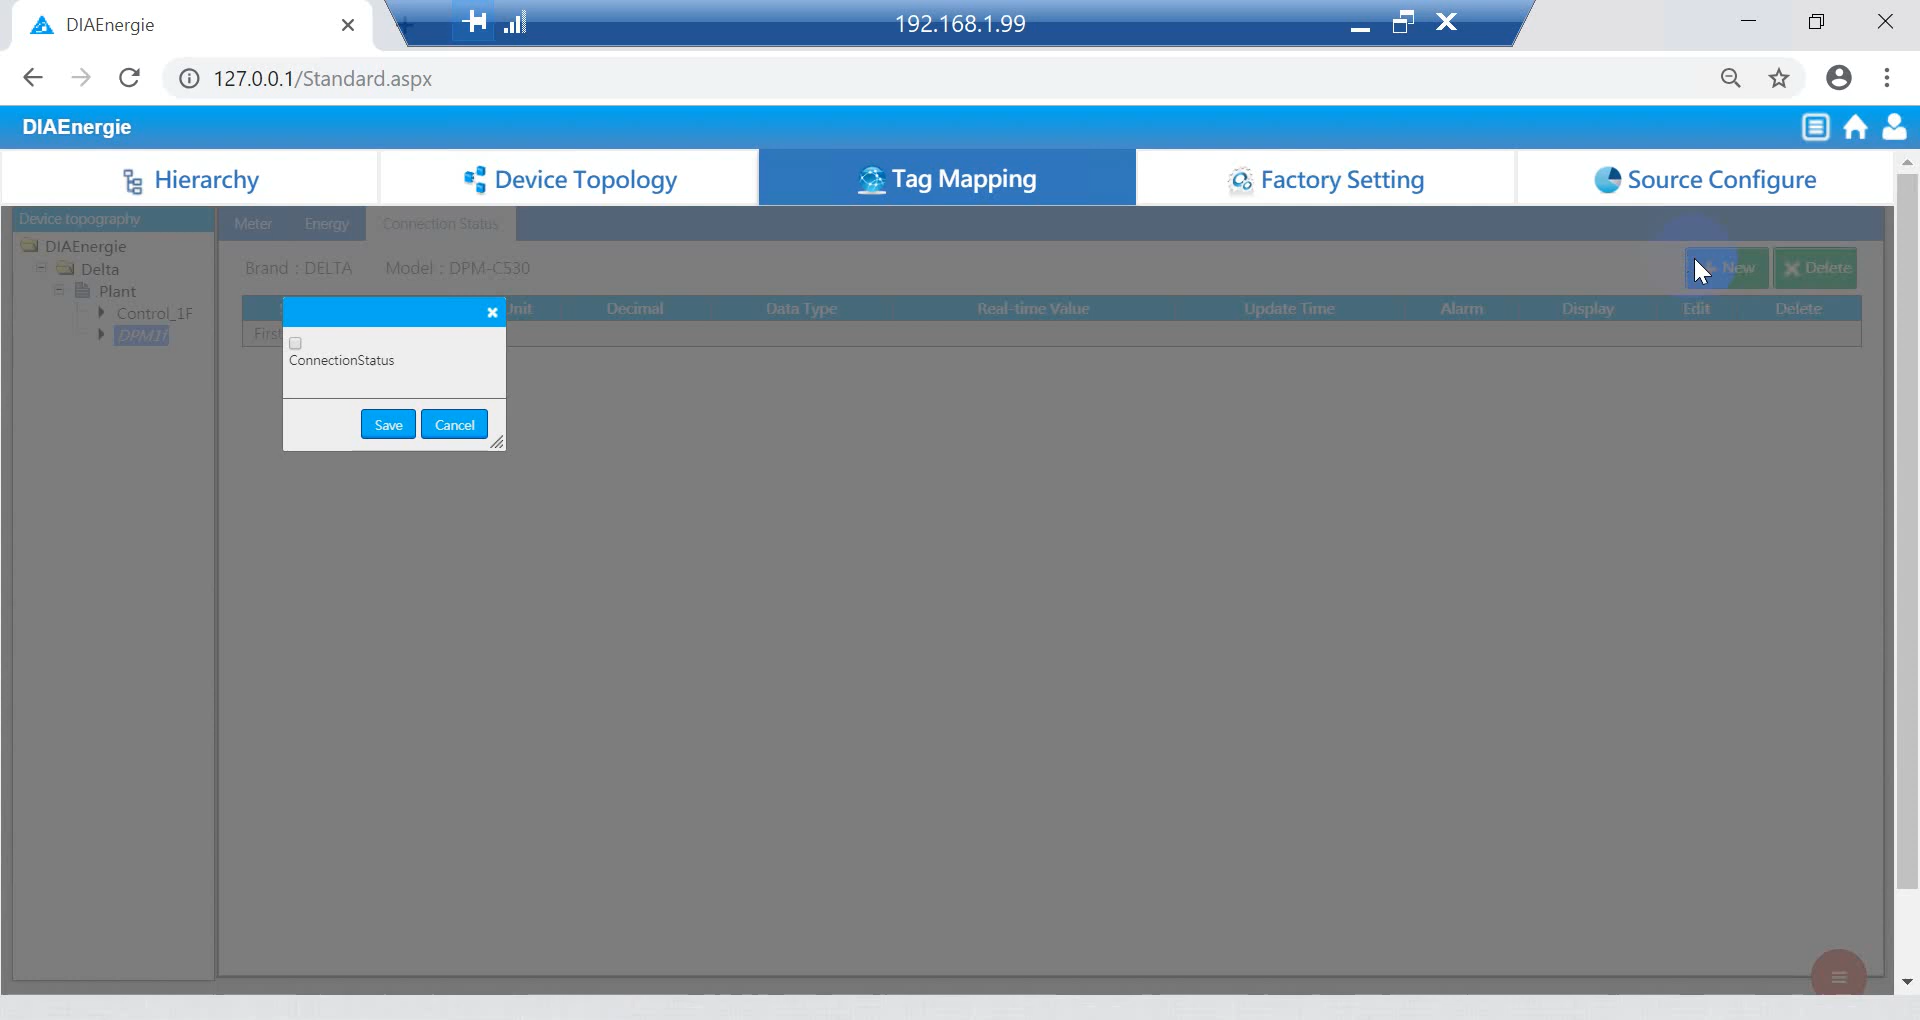 DIAEnergie
192.168.1.99
127.0.0.1/Standard.aspx
DIAEnergie
Hierarchy
Device Topology
Tag Mapping
Factory Setting
Source Configure
Device topography
Meter
Energy
Connection Status
DIAEnergie
Delta
Plant
Control_1F
DPM1f
Brand : DELTA
Model : DPM-C530
New
Delete
Unit
Decimal
Data Type
Real-time Value
Update Time
Alarm
Display
Edit
Delete
First
ConnectionStatus
Save
Cancel